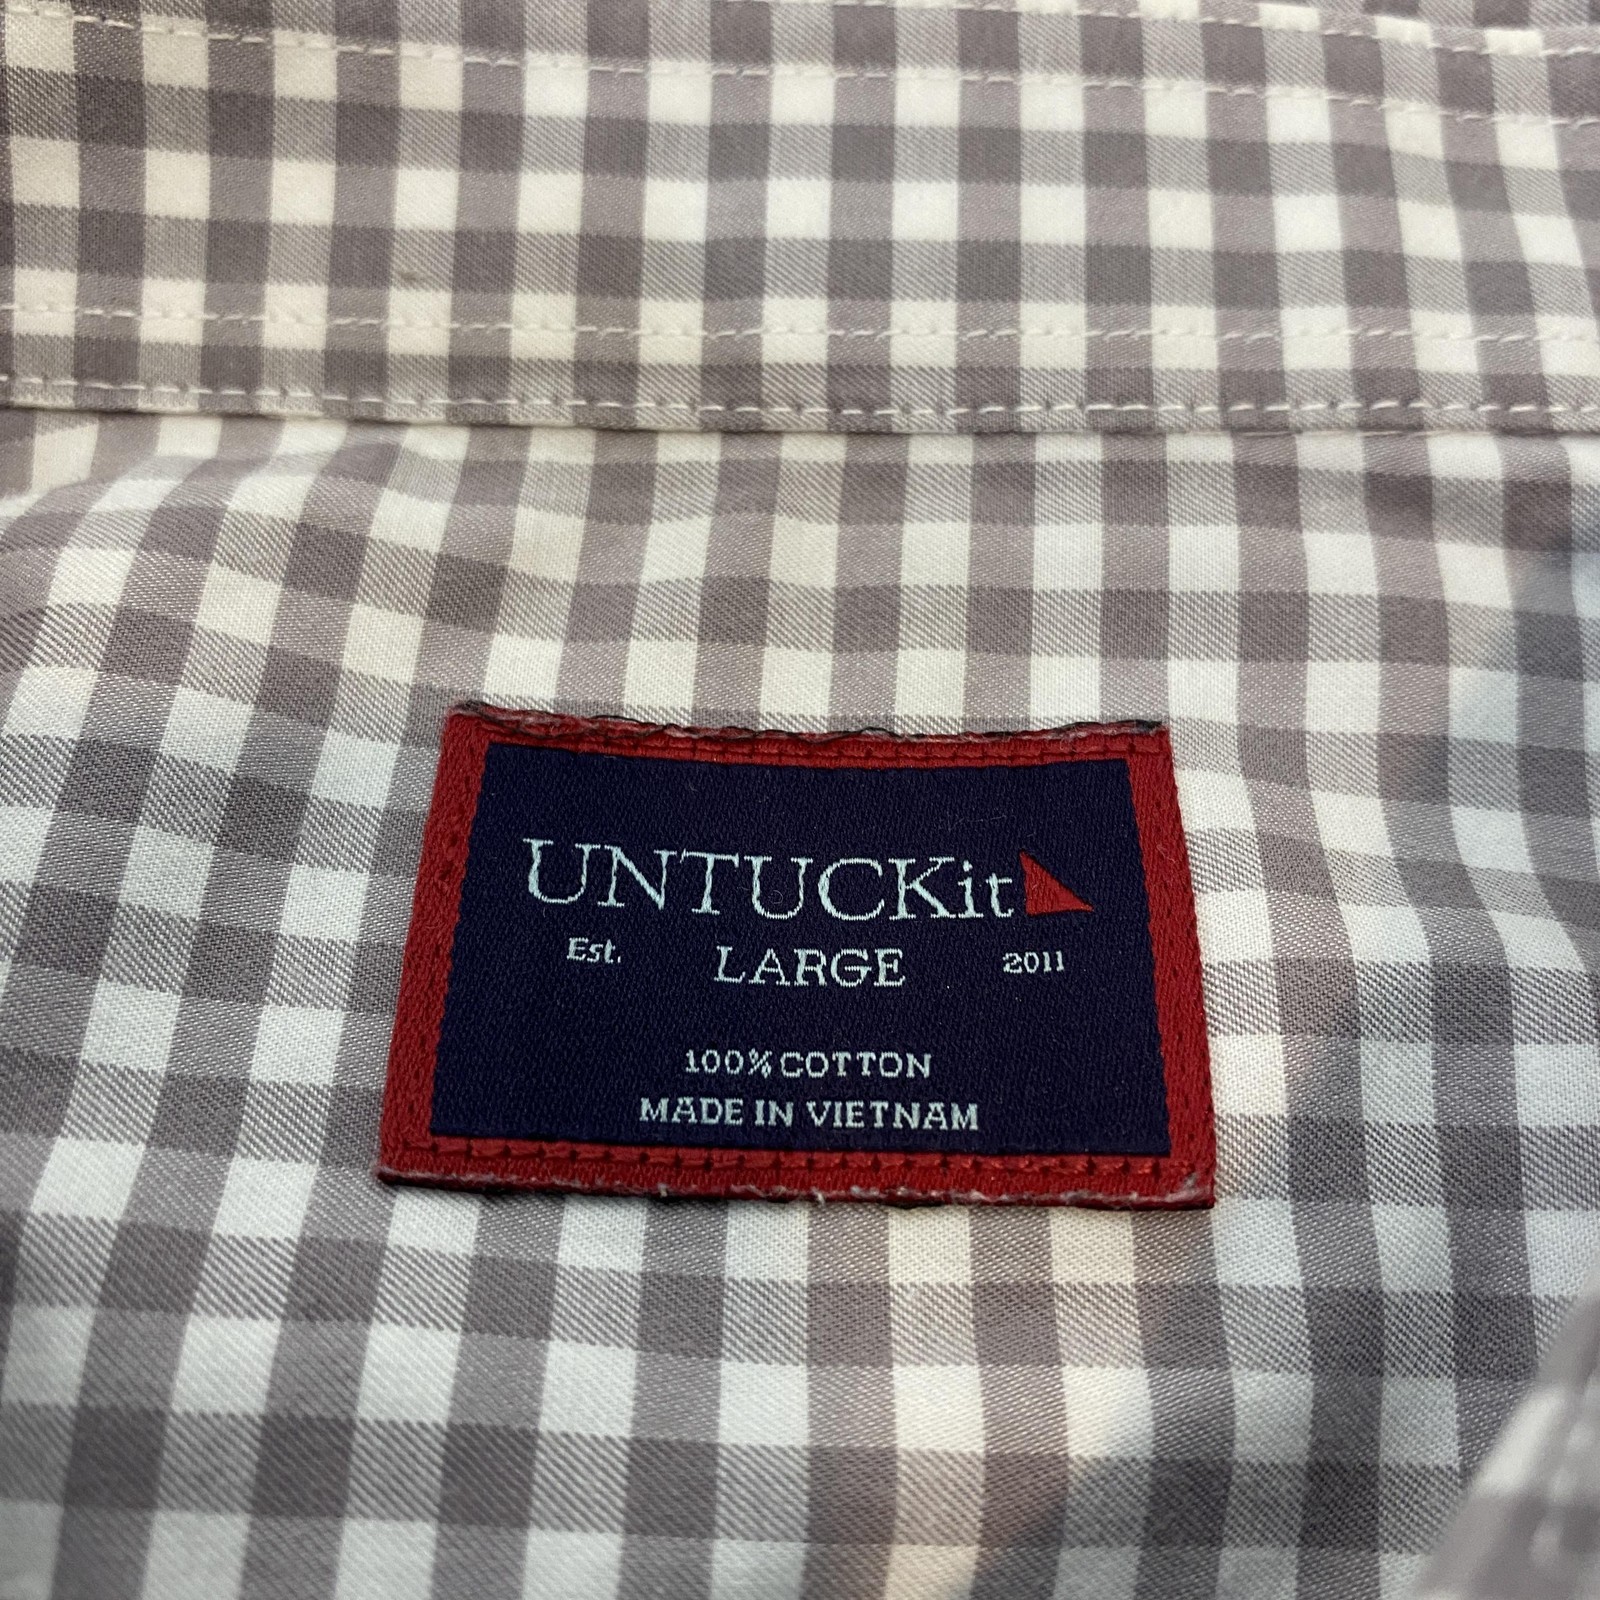 UNTUCKit
Est. LARGE 2011
100% COTTON
MADE IN VIETNAM